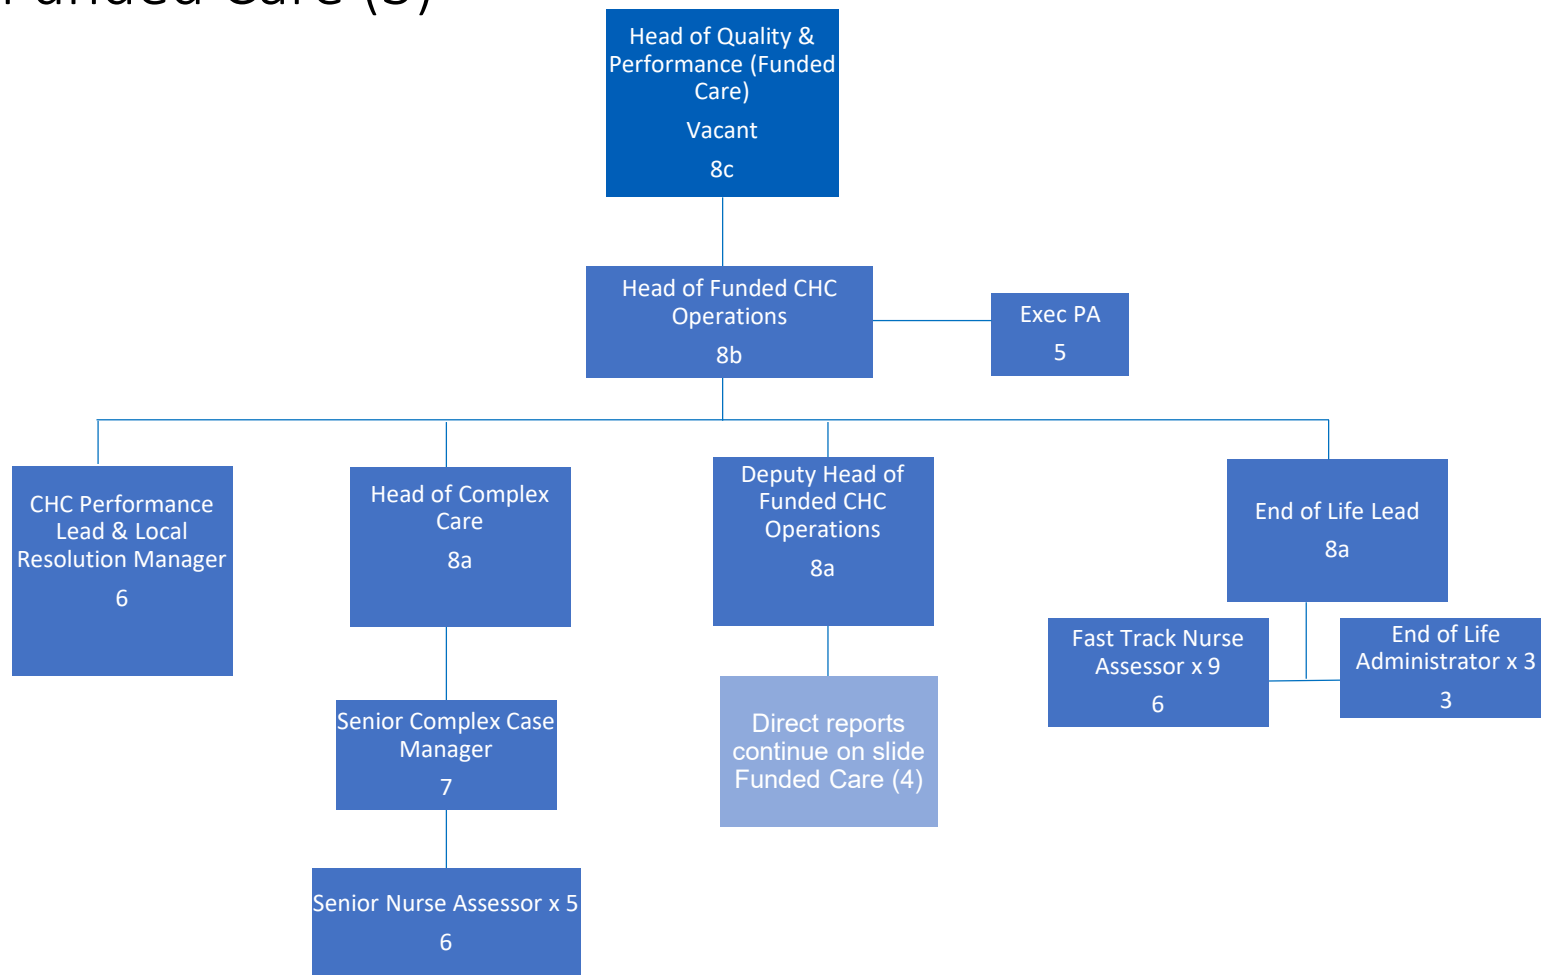 Funded Care
Head of Quality &
Performance (Funded
Care)
Vacant
8c
Head of Funded CHC
Operations
8b
Exec PA
5
CHC Performance
Lead & Local
Resolution Manager
6
Head of Complex
Care
8a
Deputy Head of
Funded CHC
Operations
8a
End of Life Lead
8a
Fast Track Nurse
Assessor x 9
6
End of Life
Administrator x 3
3
Senior Complex Case
Manager
7
Direct reports
continue on slide
Funded Care (4)
Senior Nurse Assessor x 5
6